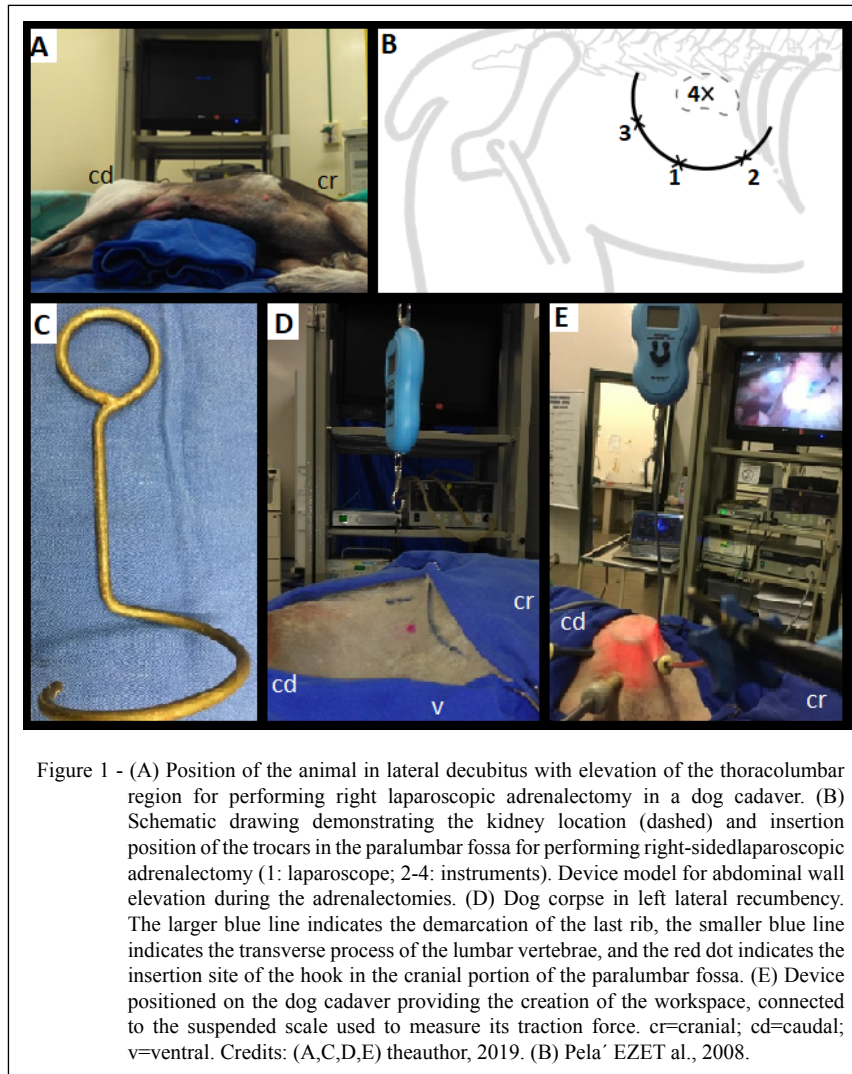 A
cd
cr
B
4X
3
1
2
C
D
cr
cd
v
E
cd
cr
Figure 1 - (A) Position of the animal in lateral decubitus with elevation of the thoracolumbar
region for performing right laparoscopic adrenalectomy in a dog cadaver. (B)
Schematic drawing demonstrating the kidney location (dashed) and insertion
position of the trocars in the paralumbar fossa for performing right-sidedlaparoscopic
adrenalectomy (1: laparoscope; 2-4: instruments). Device model for abdominal wall
elevation during the adrenalectomies. (D) Dog corpse in left lateral recumbency.
The larger blue line indicates the demarcation of the last rib, the smaller blue line
indicates the transverse process of the lumbar vertebrae, and the red dot indicates the
insertion site of the hook in the cranial portion of the paralumbar fossa. (E) Device
positioned on the dog cadaver providing the creation of the workspace, connected
to the suspended scale used to measure its traction force. cr=cranial; cd=caudal;
v=ventral. Credits: (A,C,D,E) theauthor, 2019. (B) Pela´ EZET al., 2008.